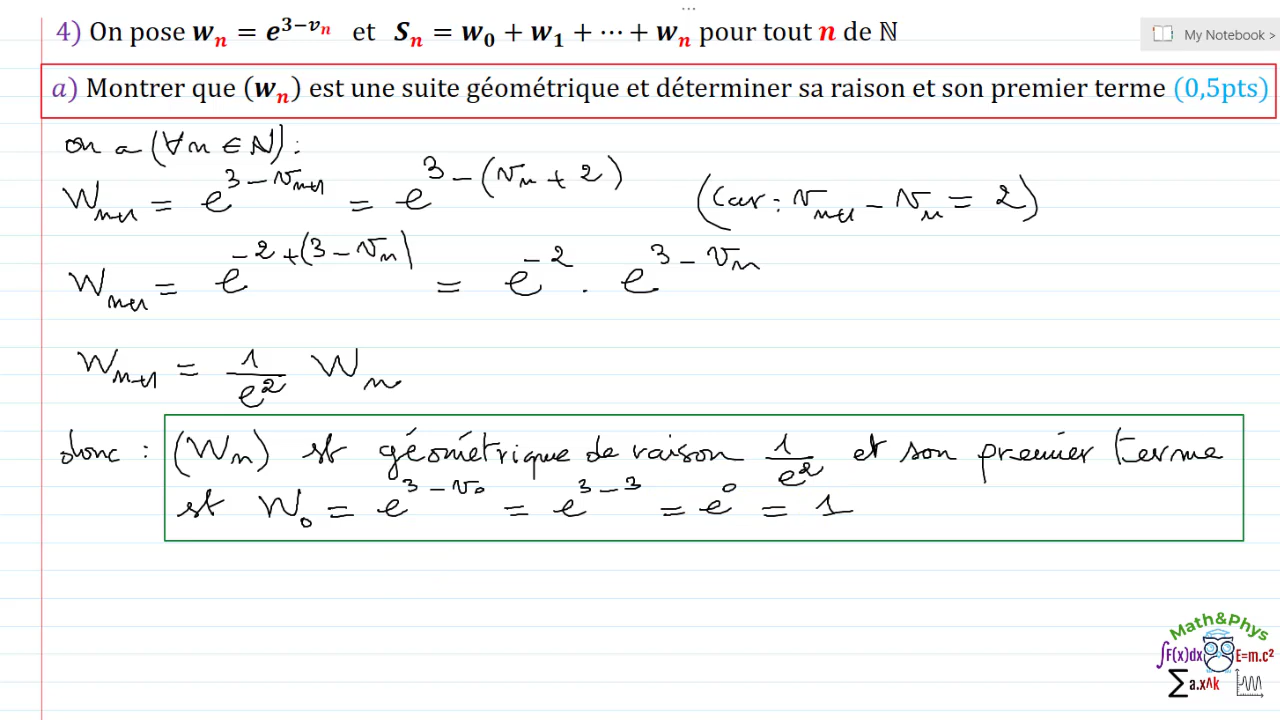 ...
4) On pose wₙ = e^(3−vₙ) et Sₙ = w₀ + w₁ + ⋯ + wₙ pour tout n de ℕ
My Notebook >
a) Montrer que (wₙ) est une suite géométrique et déterminer sa raison et son premier terme (0,5pts)
on a (∀n ∈ ℕ) :
Wₙ₊₁ = e^(3−vₙ₊₁) = e^(3−(vₙ+2)) (Car : vₙ₊₁ − vₙ = 2)
Wₙ₊₁ = e^(−2+(3−vₙ)) = e^(−2) . e^(3−vₙ)
Wₙ₊₁ = 1/e² Wₙ
donc : (Wₙ) st géométrique de raison 1/e² et son premier terme
st W₀ = e^(3−v₀) = e^(3−3) = e⁰ = 1
Math&Phys
∫F(x)dx E=m.c²
∑ a.x^k